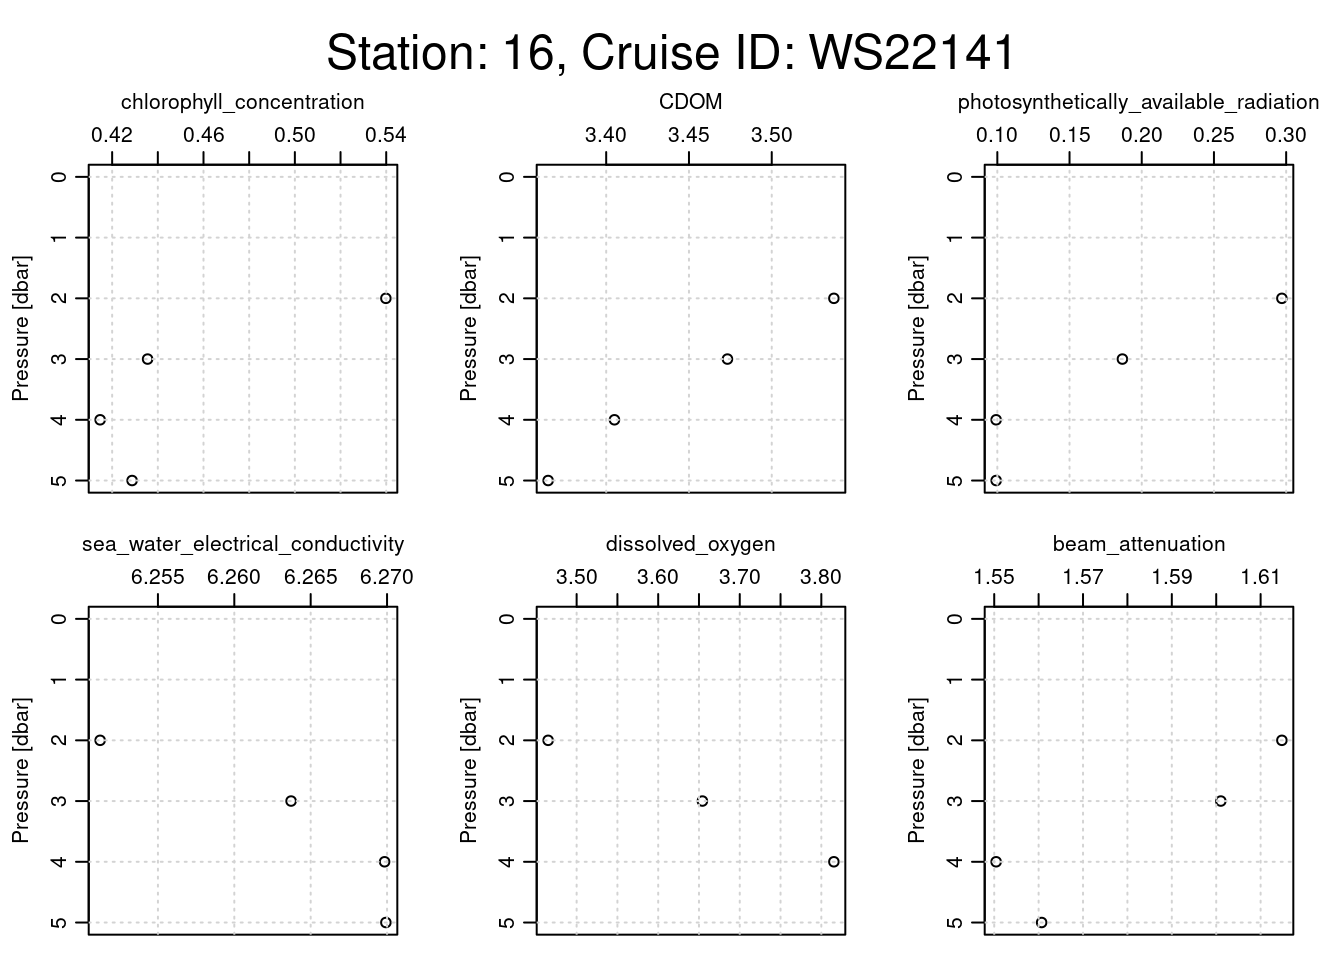 Station: 16, Cruise ID: WS22141
chlorophyll_concentration
0.42 0.46 0.50 0.54
Pressure [dbar]
0
1
2
3
4
5
CDOM
3.40 3.45 3.50
Pressure [dbar]
0
1
2
3
4
5
photosynthetically_available_radiation
0.10 0.15 0.20 0.25 0.30
Pressure [dbar]
0
1
2
3
4
5
sea_water_electrical_conductivity
6.255 6.260 6.265 6.270
Pressure [dbar]
0
1
2
3
4
5
dissolved_oxygen
3.50 3.60 3.70 3.80
Pressure [dbar]
0
1
2
3
4
5
beam_attenuation
1.55 1.57 1.59 1.61
Pressure [dbar]
0
1
2
3
4
5